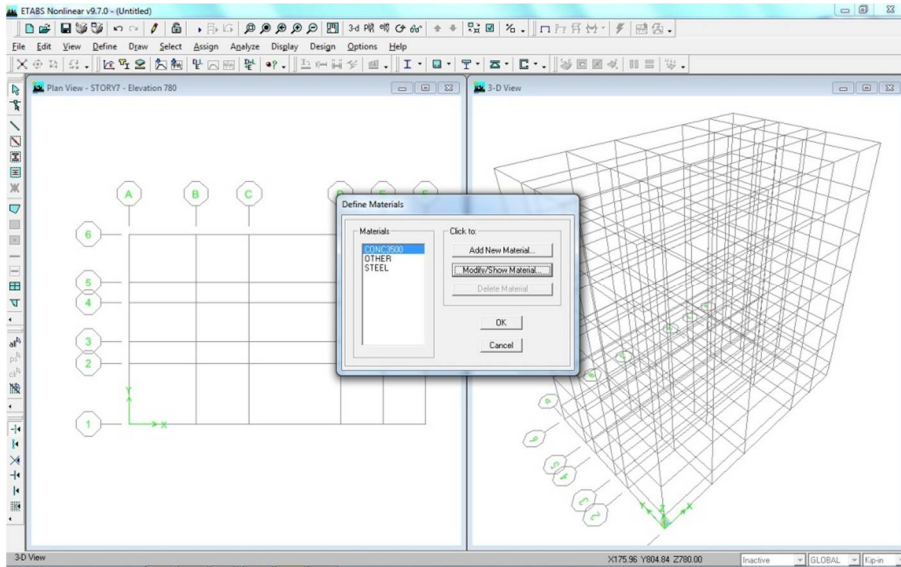 ETABS Nonlinear v9.7.0 - (Untitled)
3-d
File Edit View Define Draw Select Assign Analyze Display Design Options Help
Plan View - STORY7 - Elevation 780
3-D View
A B C
6
5
4
3
2
1
Y
X
Define Materials
Materials
CONC3500
OTHER
STEEL
Click to:
Add New Material...
Modify/Show Material...
Delete Material
OK
Cancel
Z
Y
X
3-D View
X175.96 Y804.84 Z780.00
Inactive
GLOBAL
Kip-in